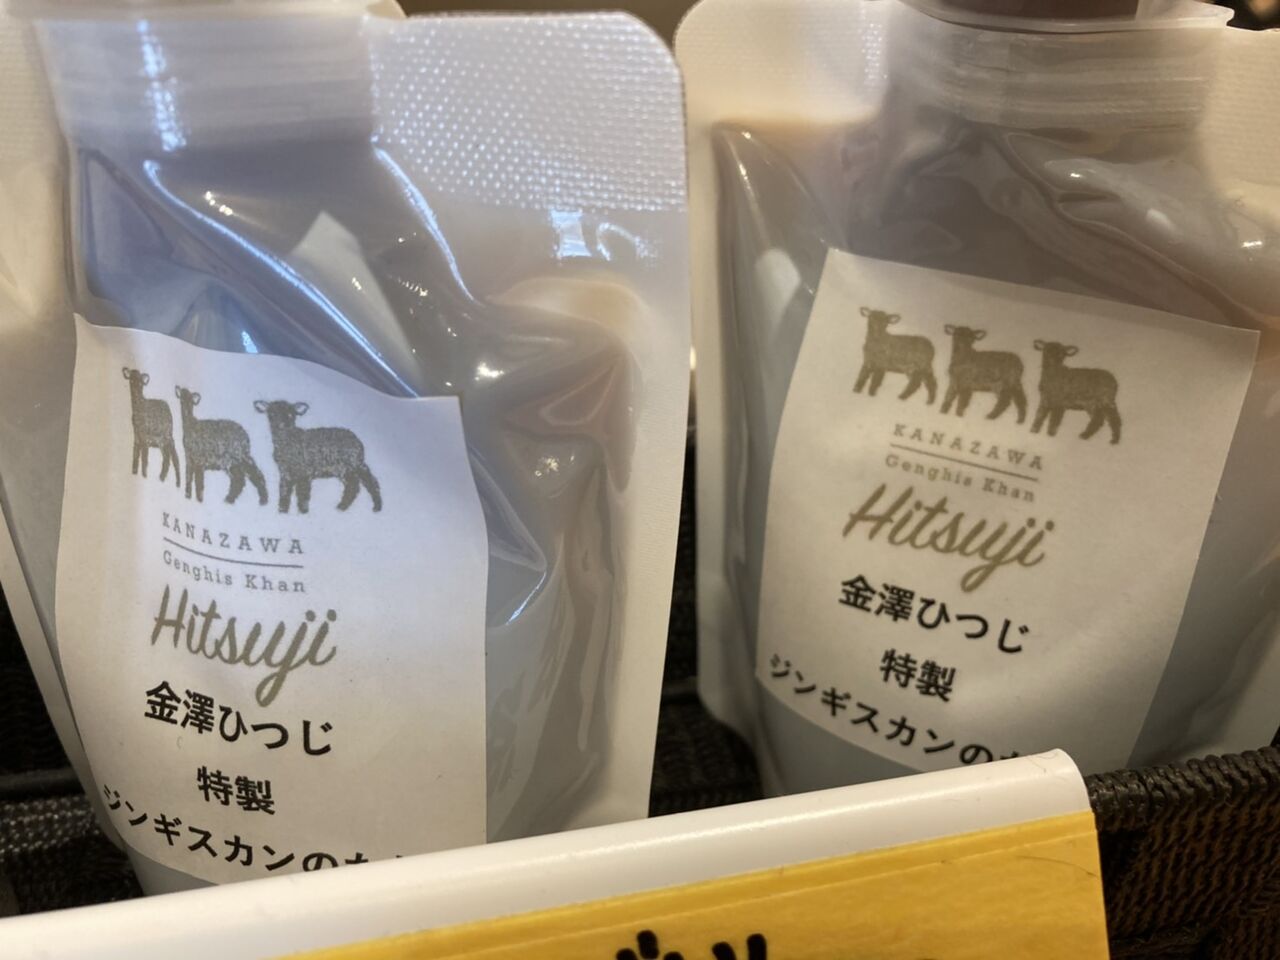 KANAZAWA
Genghis Khan
Hitsuji
金澤ひつじ
特製
ジンギスカンの
KANAZAWA
Genghis Khan
Hitsuji
金澤ひつじ
特製
ジンギスカンの